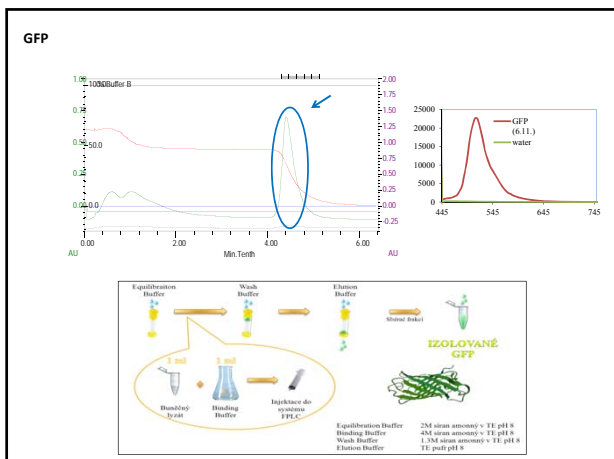 GFP
1.00
0.75
0.50
0.25
0.00
AU
100.0 Buffer B
50.0
0.0
2.00
1.75
1.50
1.25
1.00
0.75
0.50
0.25
0.00
-0.25
AU
0.00
2.00
4.00
6.00
Min.Tenth
25000
20000
15000
10000
5000
0
GFP
(6.11.)
water
445
545
645
745
Equilibraiton
Buffer
Wash
Buffer
Elution
Buffer
Sběrné frakcí
IZOLOVANÉ
GFP
1 ml
1 ml
Buněčný
lyzát
Binding
Buffer
Injektace do
systému
FPLC
Equilibration Buffer 2M síran amonný v TE pH 8
Binding Buffer 4M síran amonný v TE pH 8
Wash Buffer 1.3M síran amonný v TE pH 8
Elution Buffer TE pufr pH 8